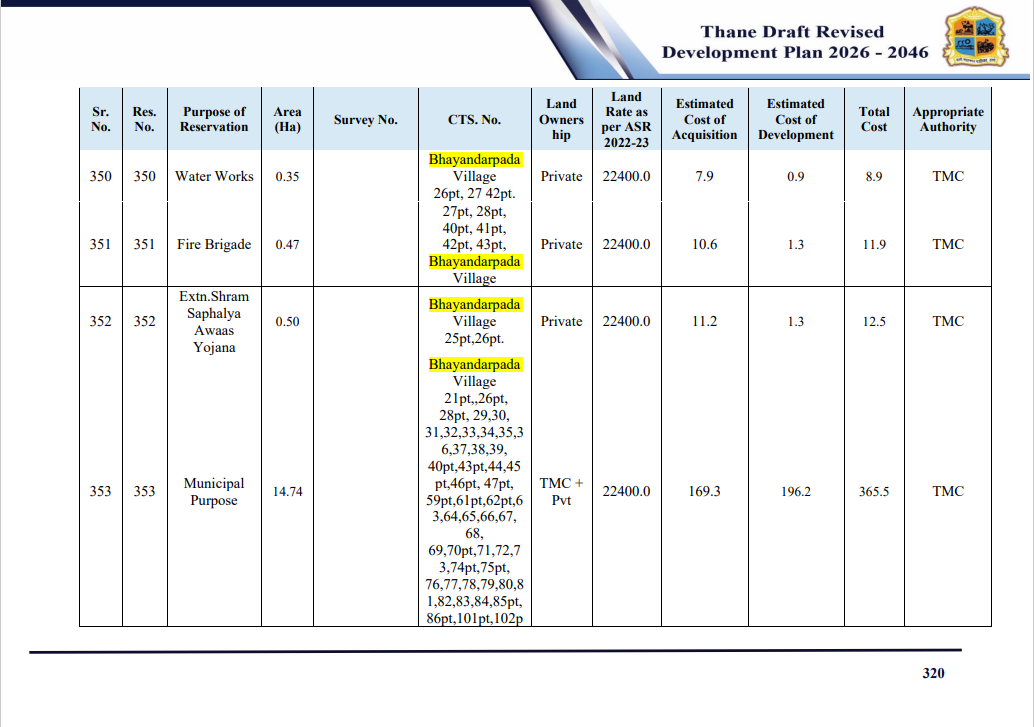 Thane Draft Revised
Development Plan 2026 - 2046
Sr. No. Res. No. Purpose of Reservation Area (Ha) Survey No. CTS. No. Land Owners hip Land Rate as per ASR 2022-23 Estimated Cost of Acquisition Estimated Cost of Development Total Cost Appropriate Authority
350 350 Water Works 0.35
Bhayandarpada
Village
26pt, 27 42pt.
Private 22400.0 7.9 0.9 8.9 TMC
351 351 Fire Brigade 0.47
27pt, 28pt,
40pt, 41pt,
42pt, 43pt,
Bhayandarpada
Village
Private 22400.0 10.6 1.3 11.9 TMC
352 352
Extn.Shram
Saphalya
Awaas
Yojana
0.50
Bhayandarpada
Village
25pt,26pt.
Private 22400.0 11.2 1.3 12.5 TMC
353 353
Municipal
Purpose
14.74
Bhayandarpada
Village
21pt,,26pt,
28pt, 29,30,
31,32,33,34,35,3
6,37,38,39,
40pt,43pt,44,45
pt,46pt, 47pt,
59pt,61pt,62pt,6
3,64,65,66,67,
68,
69,70pt,71,72,7
3,74pt,75pt,
76,77,78,79,80,8
1,82,83,84,85pt,
86pt,101pt,102p
TMC +
Pvt
22400.0 169.3 196.2 365.5 TMC
320